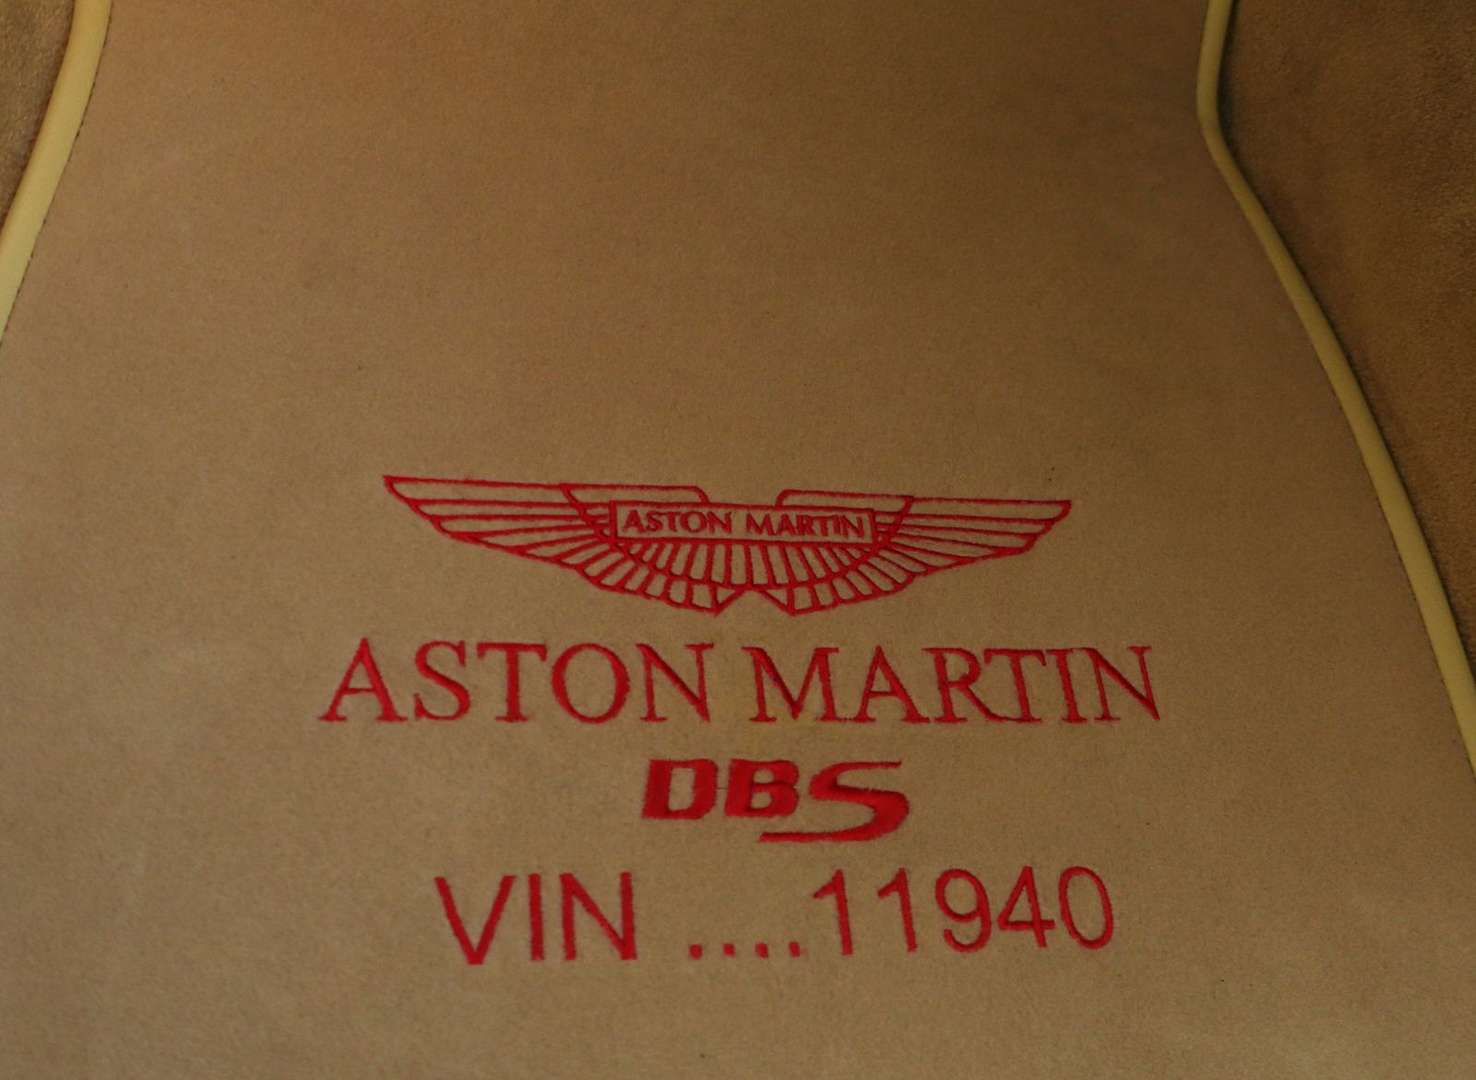 ASTON MARTIN
ASTON MARTIN
DBS
VIN ....11940